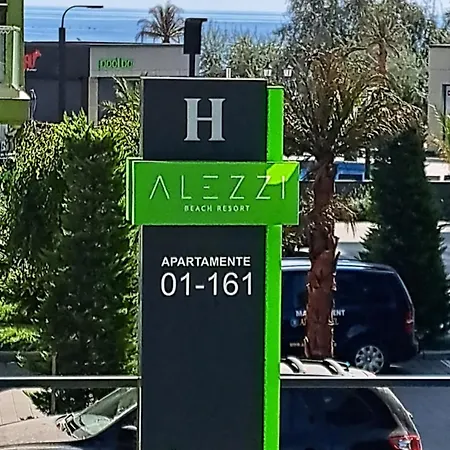 H
ALEZZI
BEACH RESORT
APARTAMENTE
01-161